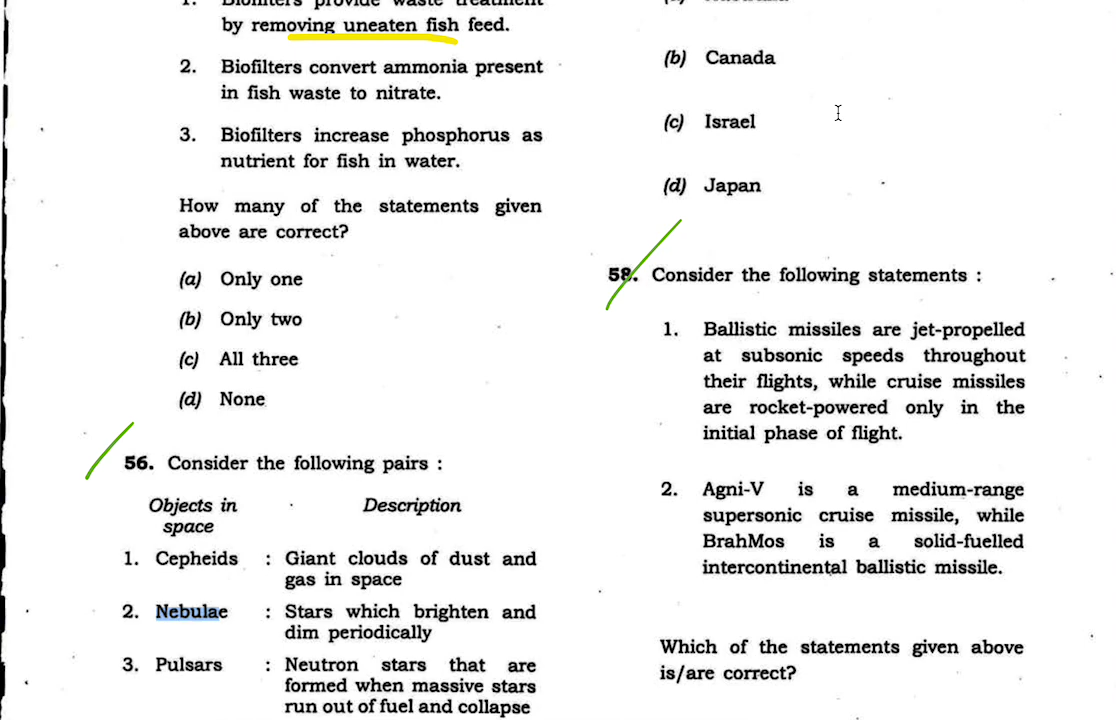 1. Biofilters provide waste treatment
by removing uneaten fish feed.
2. Biofilters convert ammonia present
in fish waste to nitrate.
3. Biofilters increase phosphorus as
nutrient for fish in water.
How many of the statements given
above are correct?
(a) Only one
(b) Only two
(c) All three
(d) None
56. Consider the following pairs :
Objects in space Description
1. Cepheids : Giant clouds of dust and
gas in space
2. Nebulae : Stars which brighten and
dim periodically
3. Pulsars : Neutron stars that are
formed when massive stars
run out of fuel and collapse
(b) Canada
(c) Israel
(d) Japan
58. Consider the following statements :
1. Ballistic missiles are jet-propelled
at subsonic speeds throughout
their flights, while cruise missiles
are rocket-powered only in the
initial phase of flight.
2. Agni-V is a medium-range
supersonic cruise missile, while
BrahMos is a solid-fuelled
intercontinental ballistic missile.
Which of the statements given above
is/are correct?